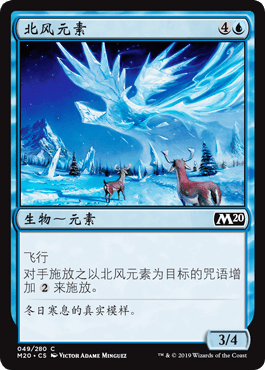 北风元素 4
生物～元素 M20
飞行
对手施放之以北风元素为目标的咒语增
加 2 来施放。
冬日寒息的真实模样。
3/4
049/280 C
M20 • CS VICTOR ADAME MINGUEZ
™ & © 2019 Wizards of the Coast